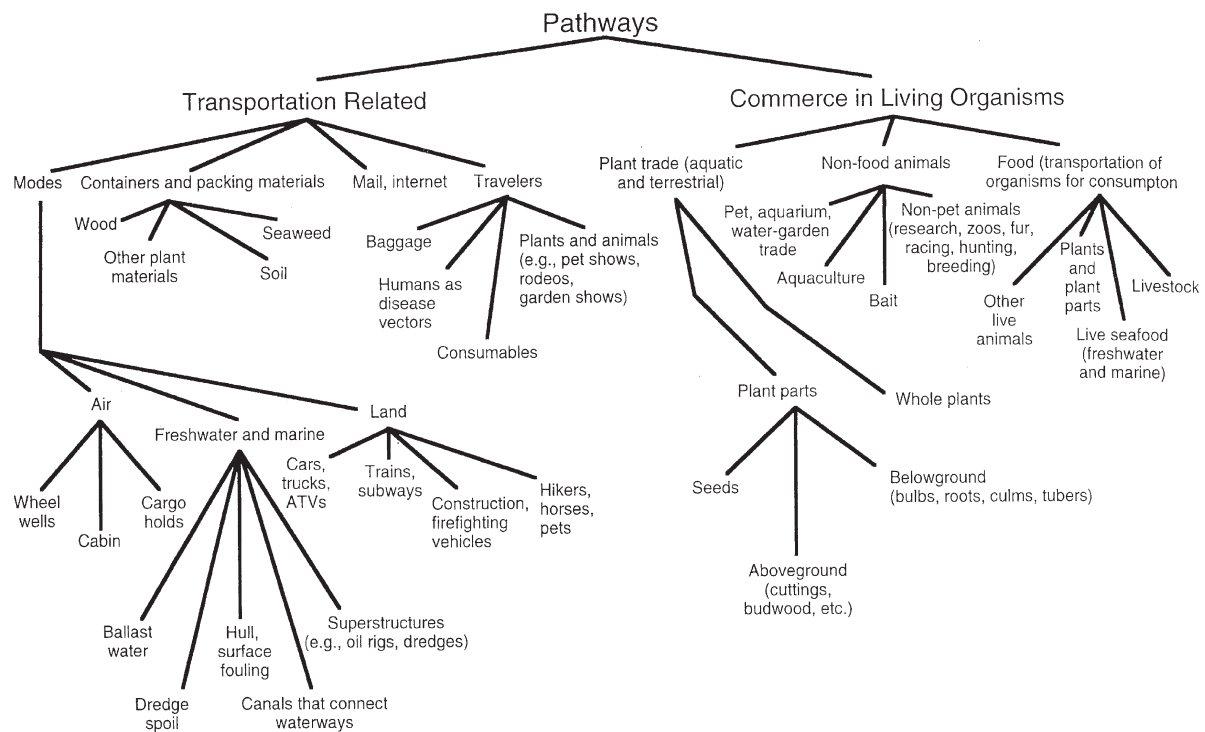 Pathways
Transportation Related
Commerce in Living Organisms
Modes
Containers and packing materials
Mail, internet
Travelers
Plant trade (aquatic
and terrestrial)
Non-food animals
Food (transportation of
organisms for consumpton
Wood
Other plant
materials
Soil
Seaweed
Baggage
Humans as
disease
vectors
Consumables
Plants and animals
(e.g., pet shows,
rodeos,
garden shows)
Pet, aquarium,
water-garden
trade
Aquaculture
Bait
Non-pet animals
(research, zoos, fur,
racing, hunting,
breeding)
Other
live
animals
Plants
and
plant
parts
Live seafood
(freshwater
and marine)
Livestock
Air
Freshwater and marine
Land
Plant parts
Whole plants
Wheel
wells
Cabin
Cargo
holds
Cars,
trucks,
ATVs
Trains,
subways
Construction,
firefighting
vehicles
Hikers,
horses,
pets
Seeds
Aboveground
(cuttings,
budwood, etc.)
Belowground
(bulbs, roots, culms, tubers)
Ballast
water
Dredge
spoil
Hull,
surface
fouling
Canals that connect
waterways
Superstructures
(e.g., oil rigs, dredges)